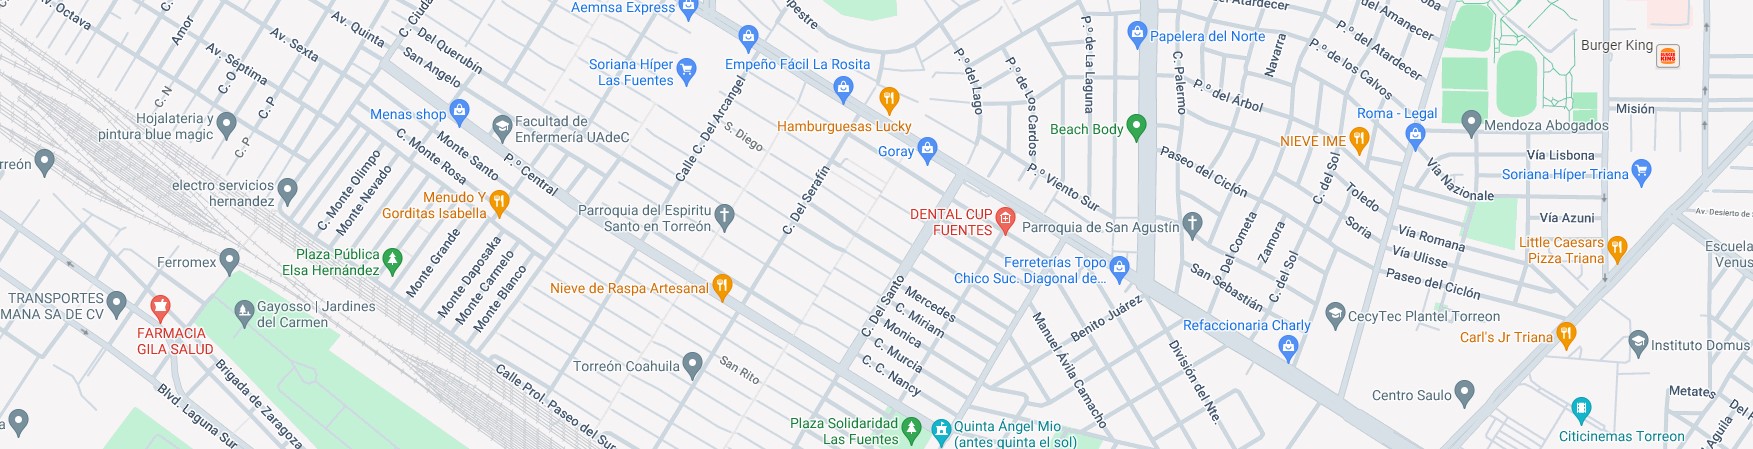 Av. Octava
Amor
Av. Sexta
Av. Quinta
C. Ciuda
C. Del Querubín
San Angelo
Av. Séptima
C. O
C. P
C. N
C. P
Aemnsa Express
Soriana Híper
Las Fuentes
Empeño Fácil La Rosita
Hamburguesas Lucky
Goray
P.º del Lago
P.º de Los Cardos
P.º de La Laguna
Papelera del Norte
Beach Body
C. Palermo
Navarra
P.º del Árbol
P.º de los Calvos
P.º del Atardecer
Atardecer
del Amanecer
oba
Burger King
BURGER
KING
Misión
Hojalateria y
pintura blue magic
Menas shop
Facultad de
Enfermería UAdeC
S. Diego
Calle C. Del Arcangel
C. Del Serafín
Roma - Legal
Mendoza Abogados
NIEVE IME
Vía Lisbona
Soriana Híper Triana
Vía Nazionale
Paseo del Ciclón
P.º Viento Sur
C. del Sol
Toledo
Soria
rreón
electro servicios
hernandez
C. Monte Olimpo
Monte Nevado
C. Monte Rosa
Monte Santo
P.º Central
Menudo Y
Gorditas Isabella
Parroquia del Espiritu
Santo en Torreón
DENTAL CUP
FUENTES
Parroquia de San Agustín
Del Cometa
Zamora
C. del Sol
Vía Azuni
Av. Desierto de
Vía Romana
Vía Ulisse
Paseo del Ciclón
Little Caesars
Pizza Triana
Escuela
Venus
Plaza Pública
Elsa Hernández
Ferromex
Monte Grande
Monte Daposaka
Monte Carmelo
Monte Blanco
Nieve de Raspa Artesanal
Ferreterías Topo
Chico Suc. Diagonal de...
San Sebastián
TRANSPORTES
MANA SA DE CV
FARMACIA
GILA SALUD
Gayosso | Jardines
del Carmen
C. Del Santo
Mercedes
C. Miriam
Monica
C. Murcia
C. C. Nancy
Manuel Ávila Camacho
Benito Juárez
División del Nte.
Refaccionaria Charly
CecyTec Plantel Torreon
Carl's Jr Triana
Instituto Domus
Torreón Coahuila
San Rito
Calle Prol. Paseo del Sur
Brigada de Zaragoza
Blvd. Laguna Sur
Plaza Solidaridad
Las Fuentes
Quinta Ángel Mio
(antes quinta el sol)
Centro Saulo
Metates
Citicinemas Torreon
Aguila